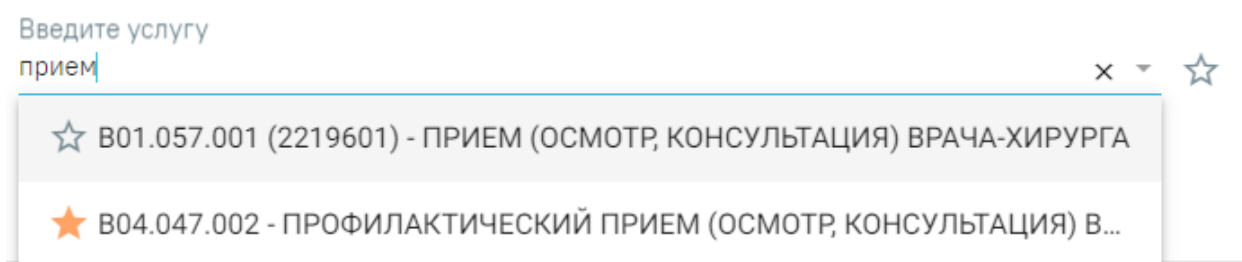 Введите услугу
прием
B01.057.001 (2219601) - ПРИЕМ (ОСМОТР, КОНСУЛЬТАЦИЯ) ВРАЧА-ХИРУРГА
B04.047.002 - ПРОФИЛАКТИЧЕСКИЙ ПРИЕМ (ОСМОТР, КОНСУЛЬТАЦИЯ) В...